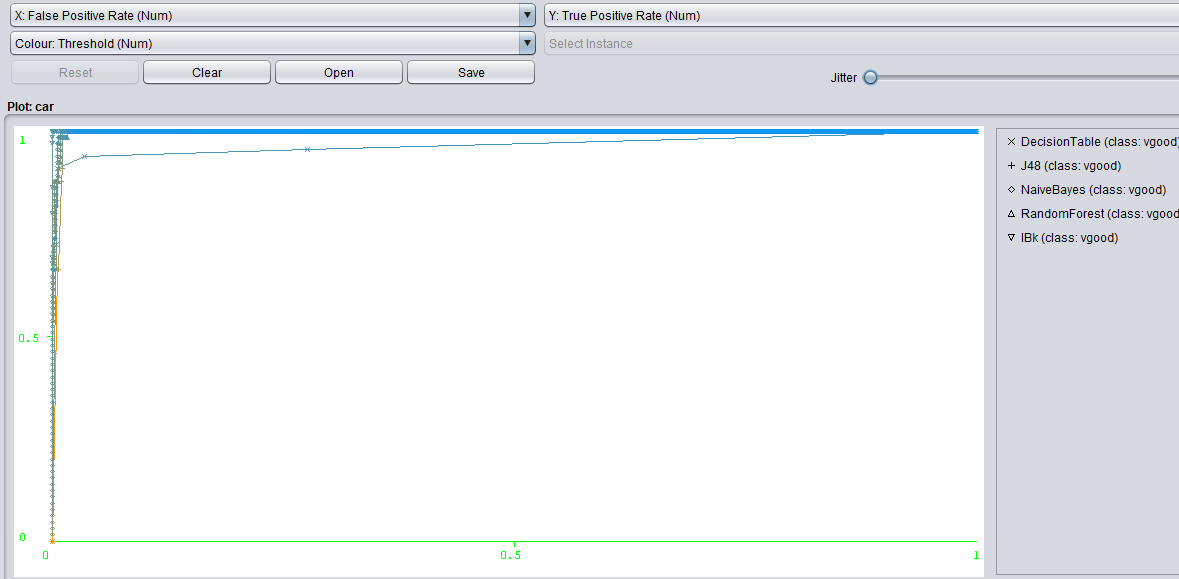 X: False Positive Rate (Num)
Y: True Positive Rate (Num)
Colour: Threshold (Num)
Select Instance
Reset
Clear
Open
Save
Jitter
Plot: car
1
0.5
0
0
0.5
1
DecisionTable (class: vgood)
J48 (class: vgood)
NaiveBayes (class: vgood)
RandomForest (class: vgood
IBk (class: vgood)